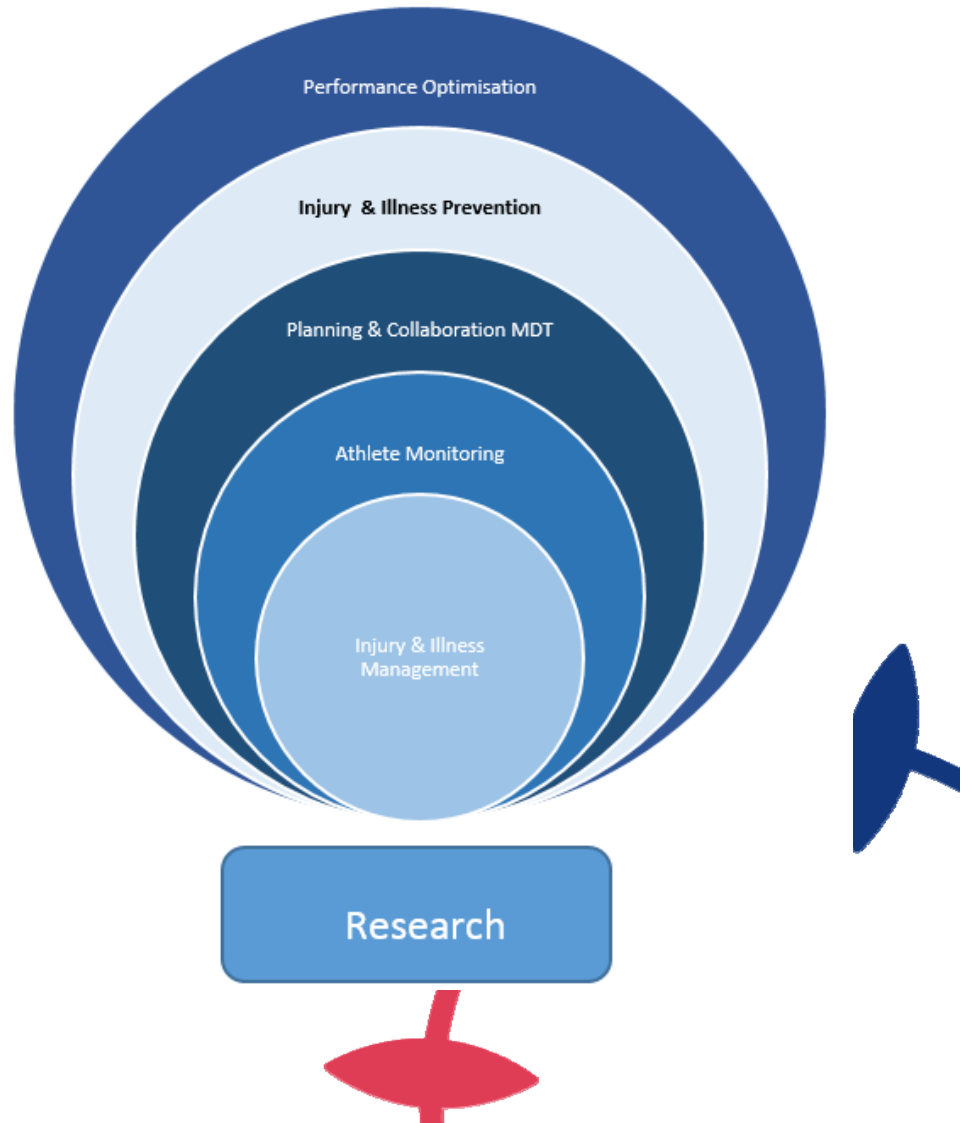 Performance Optimisation
Injury & Illness Prevention
Planning & Collaboration MDT
Athlete Monitoring
Injury & Illness
Management
Research